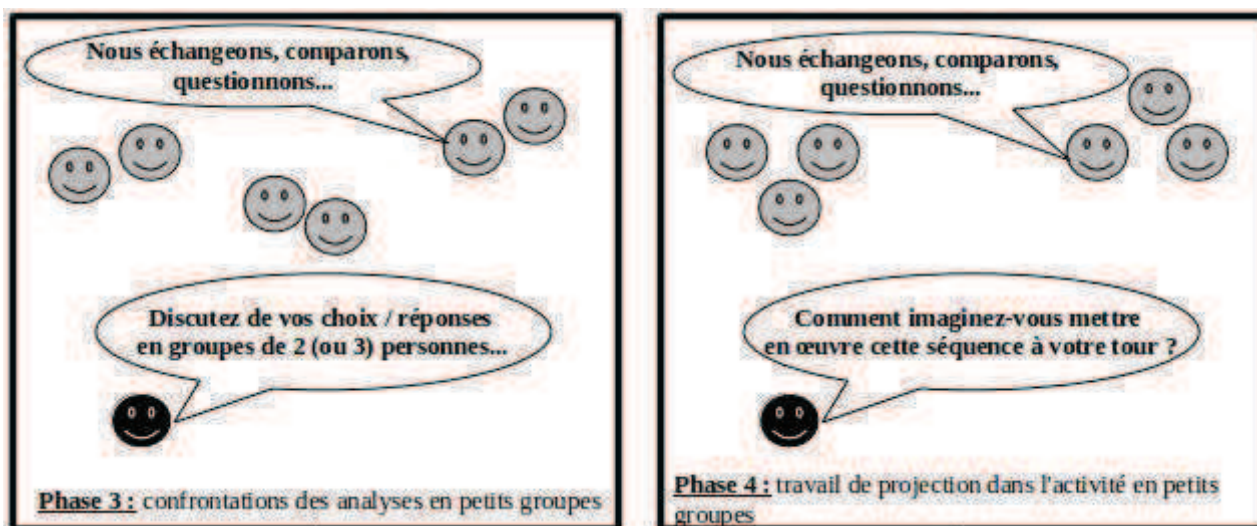 Nous échangeons, comparons,
questionnons...
Discutez de vos choix / réponses
en groupes de 2 (ou 3) personnes...
Phase 3 : confrontations des analyses en petits groupes
Nous échangeons, comparons,
questionnons...
Comment imaginez-vous mettre
en œuvre cette séquence à votre tour ?
Phase 4 : travail de projection dans l'activité en petits
groupes